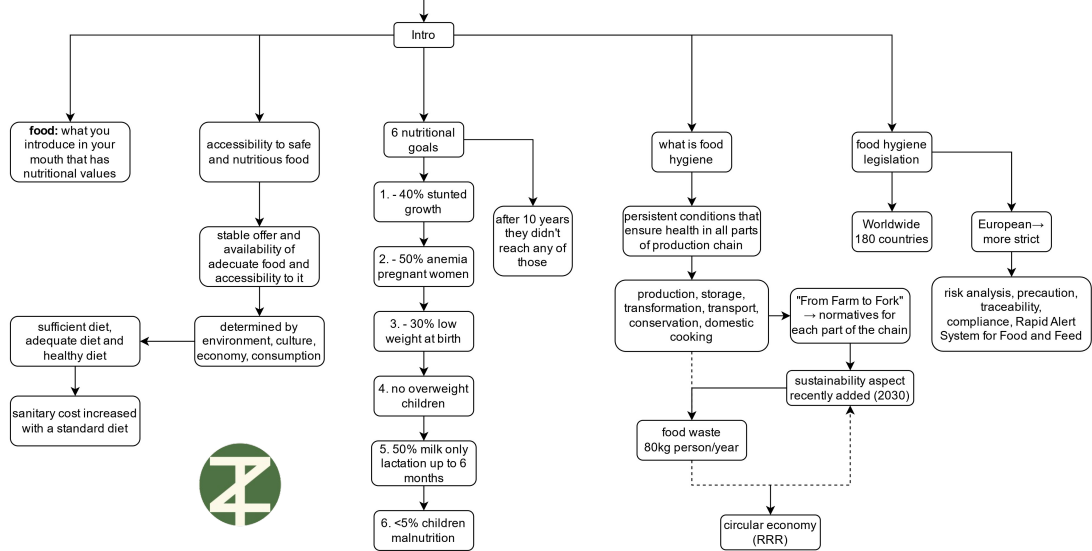 Intro
food: what you
introduce in your
mouth that has
nutritional values
accessibility to safe
and nutritious food
stable offer and
availability of
adecuate food and
accessibility to it
determined by
environment, culture,
economy, consumption
sufficient diet,
adequate diet and
healthy diet
sanitary cost increased
with a standard diet
6 nutritional
goals
1. - 40% stunted
growth
2. - 50% anemia
pregnant women
3. - 30% low
weight at birth
4. no overweight
children
5. 50% milk only
lactation up to 6
months
6. <5% children
malnutrition
after 10 years
they didn't
reach any of
those
what is food
hygiene
persistent conditions that
ensure health in all parts
of production chain
production, storage,
transformation, transport,
conservation, domestic
cooking
"From Farm to Fork"
→ normatives for
each part of the chain
sustainability aspect
recently added (2030)
food waste
80kg person/year
circular economy
(RRR)
food hygiene
legislation
Worldwide
180 countries
European→
more strict
risk analysis, precaution,
traceability,
compliance, Rapid Alert
System for Food and Feed